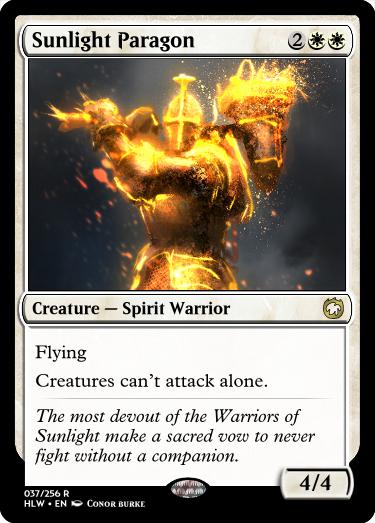 Sunlight Paragon 2
Creature — Spirit Warrior
Flying
Creatures can't attack alone.
The most devout of the Warriors of
Sunlight make a sacred vow to never
fight without a companion.
4/4
037/256 R
HLW • EN Conor Burke